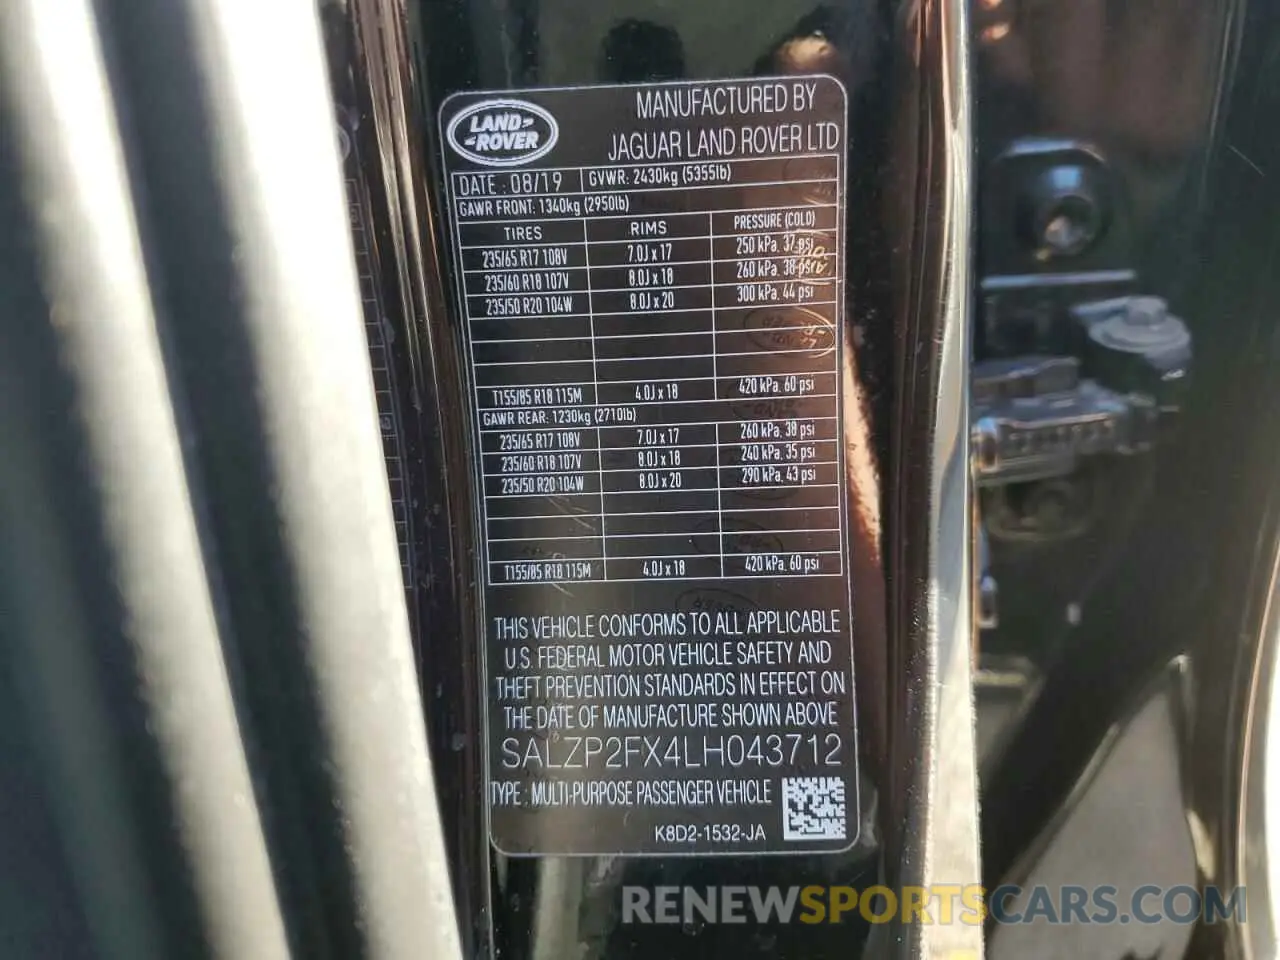 LAND-
-ROVER
MANUFACTURED BY
JAGUAR LAND ROVER LTD
DATE : 08/19 GVWR: 2430kg (5355lb)
GAWR FRONT: 1340kg (2950lb)
TIRES RIMS PRESSURE (COLD)
235/65 R17 108V 7.0J x 17 250 kPa, 37 psi
235/60 R18 107V 8.0J x 18 260 kPa, 38 psi
235/50 R20 104W 8.0J x 20 300 kPa, 44 psi
T155/85 R18 115M 4.0J x 18 420 kPa, 60 psi
GAWR REAR: 1230kg (2710lb)
235/65 R17 108V 7.0J x 17 260 kPa, 38 psi
235/60 R18 107V 8.0J x 18 240 kPa, 35 psi
235/50 R20 104W 8.0J x 20 290 kPa, 43 psi
T155/85 R18 115M 4.0J x 18 420 kPa, 60 psi
THIS VEHICLE CONFORMS TO ALL APPLICABLE
U.S. FEDERAL MOTOR VEHICLE SAFETY AND
THEFT PREVENTION STANDARDS IN EFFECT ON
THE DATE OF MANUFACTURE SHOWN ABOVE
SALZP2FX4LH043712
TYPE : MULTI-PURPOSE PASSENGER VEHICLE
K8D2-1532-JA
RENEWSPORTSCARS.COM